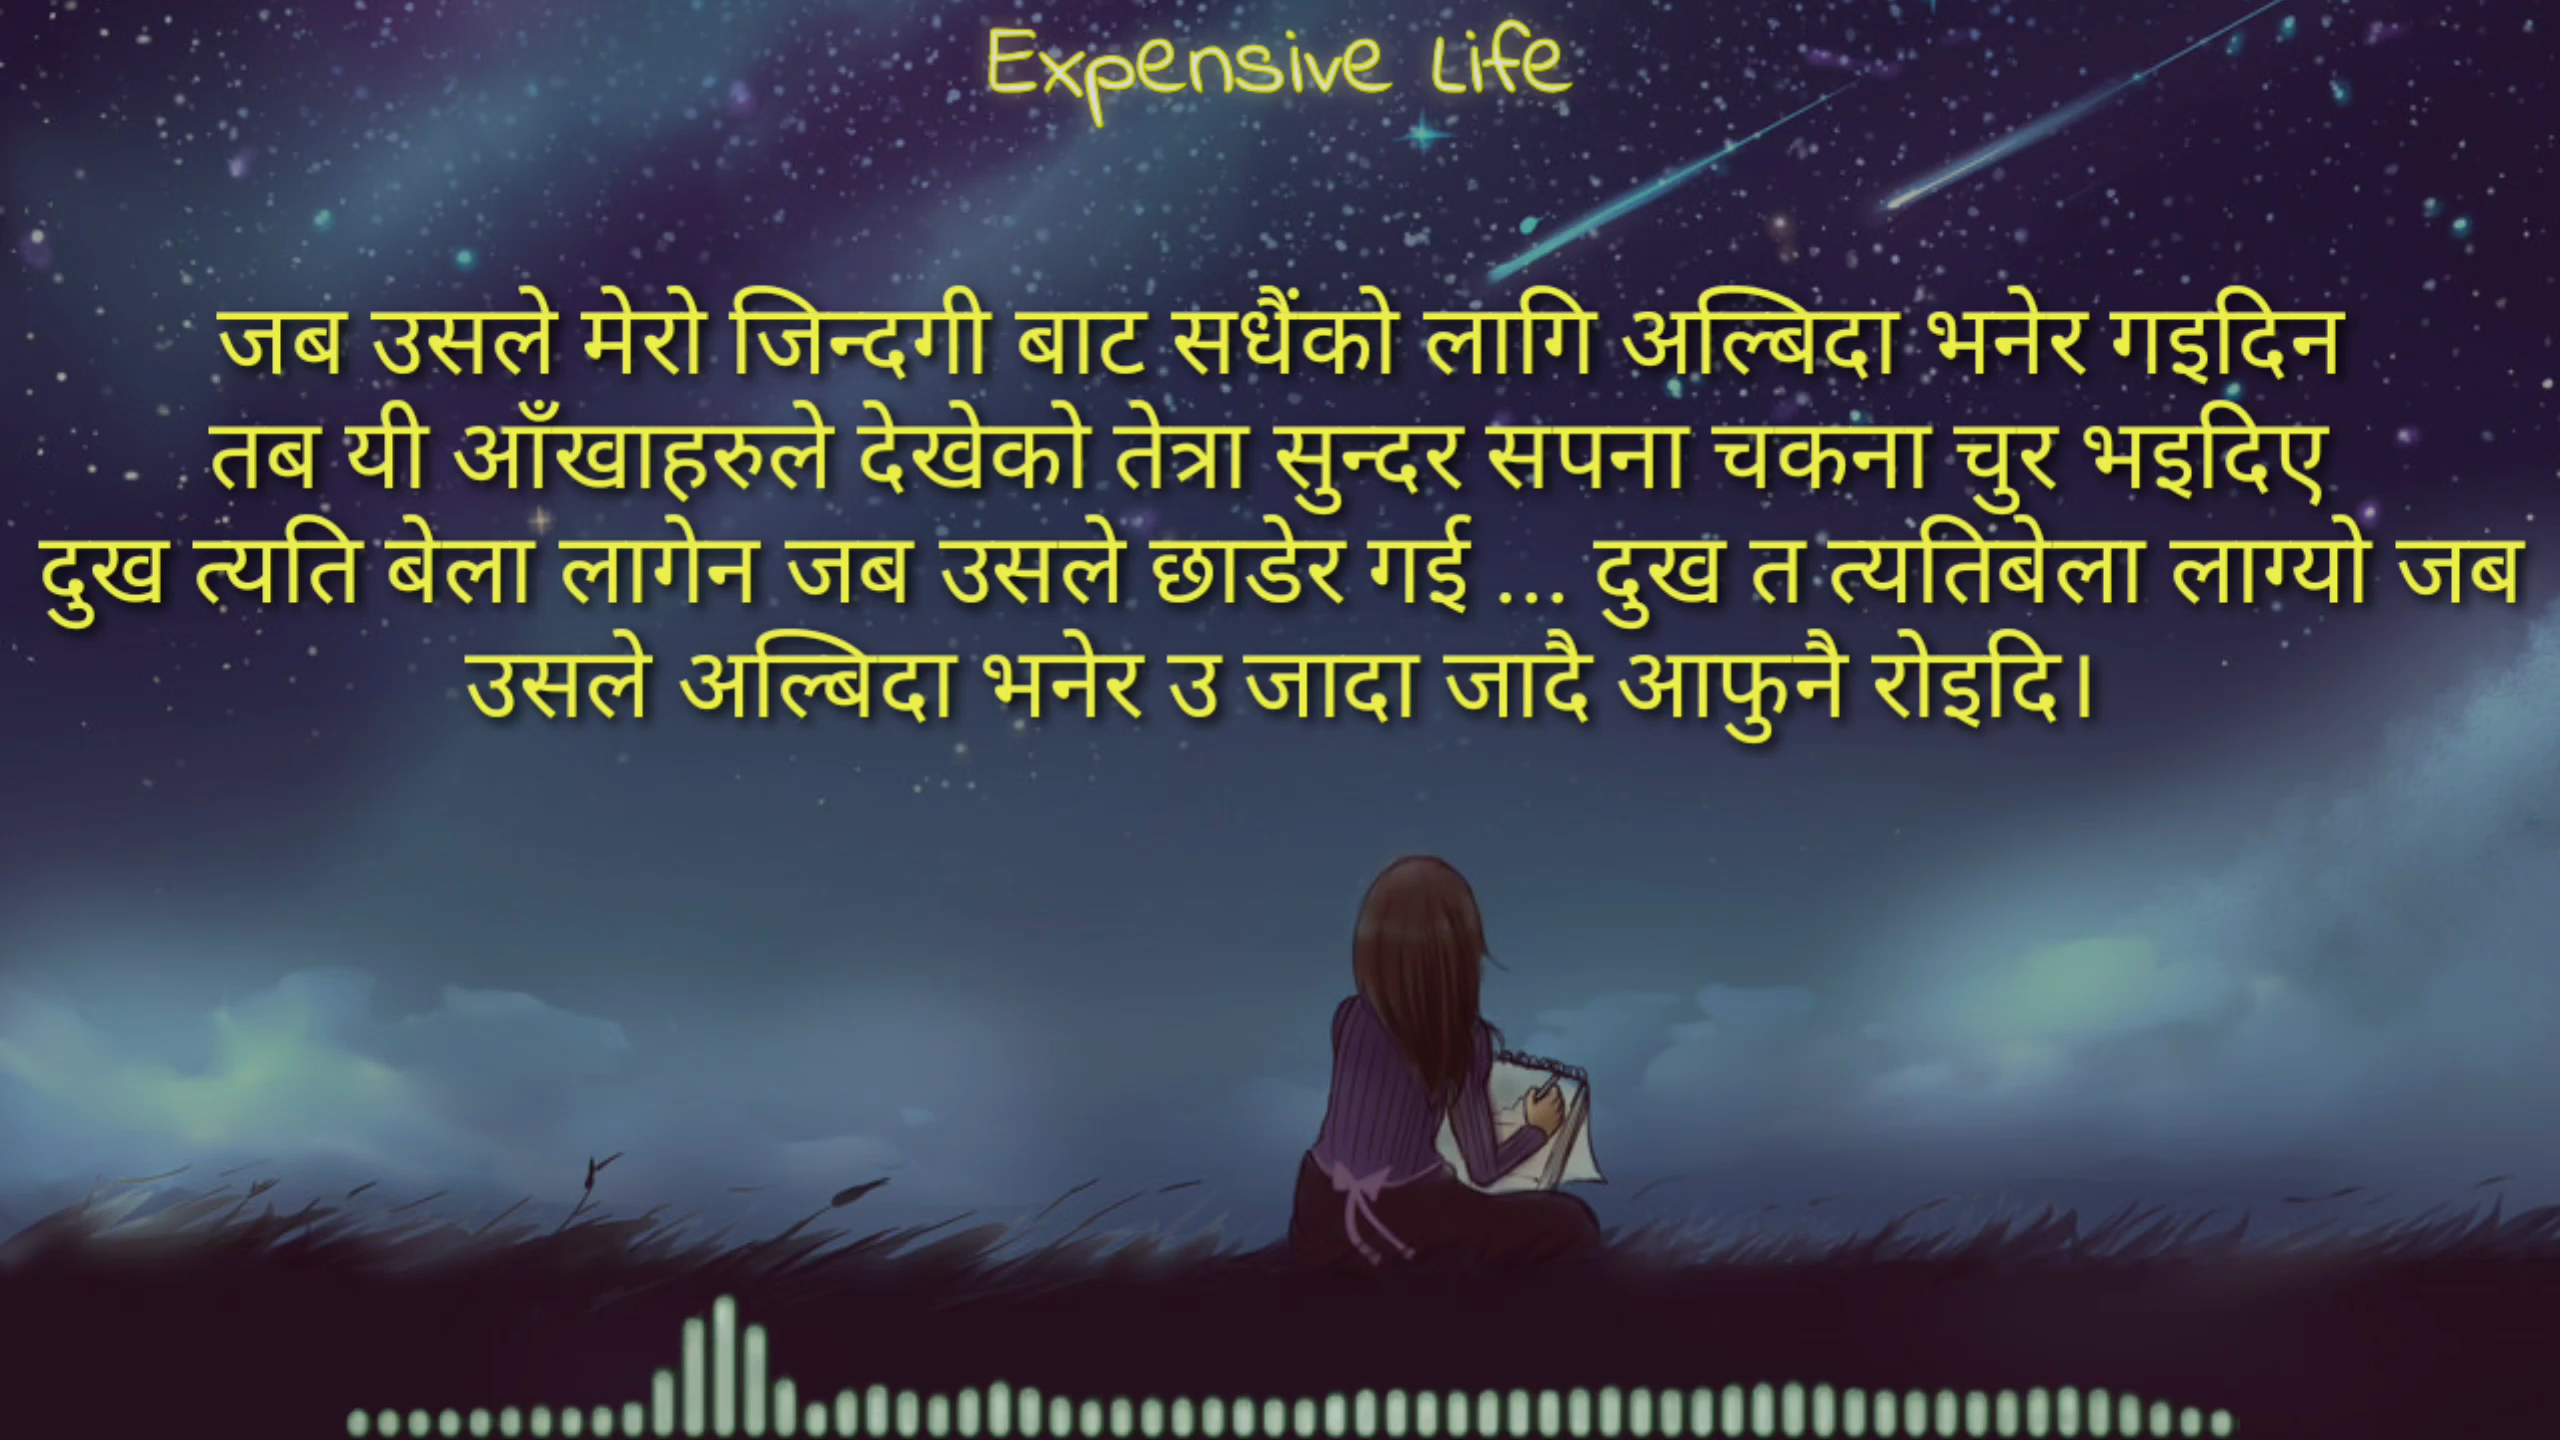 Expensive Life
जब उसले मेरो जिन्दगी बाट सधैंको लागि अल्बिदा भनेर गइदिन
तब यी आँखाहरुले देखेको तेत्रा सुन्दर सपना चकना चुर भइदिए
दुख त्यति बेला लागेन जब उसले छाडेर गई ... दुख त त्यतिबेला लाग्यो जब
उसले अल्बिदा भनेर उ जादा जादै आफुनै रोइदि।